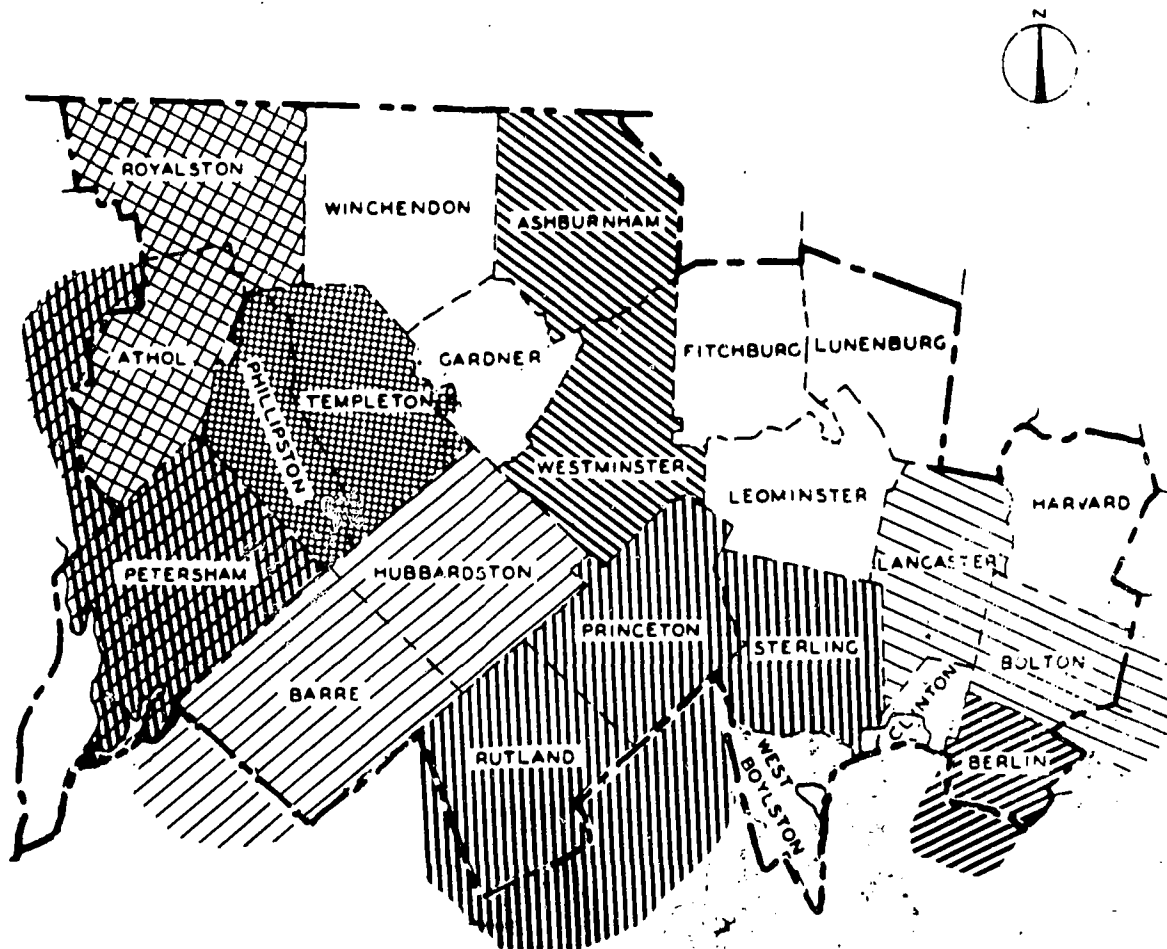 N
ROYALSTON
WINCHENDON
ASHBURNHAM
ATHOL
PHILLIPSTON
TEMPLETON
GARDNER
FITCHBURG
LUNENBURG
WESTMINSTER
LEOMINSTER
HARVARD
PETERSHAM
HUBBARDSTON
LANCASTER
PRINCETON
STERLING
BOLTON
BARRE
CLINTON
RUTLAND
WEST
BOYLSTON
BERLIN